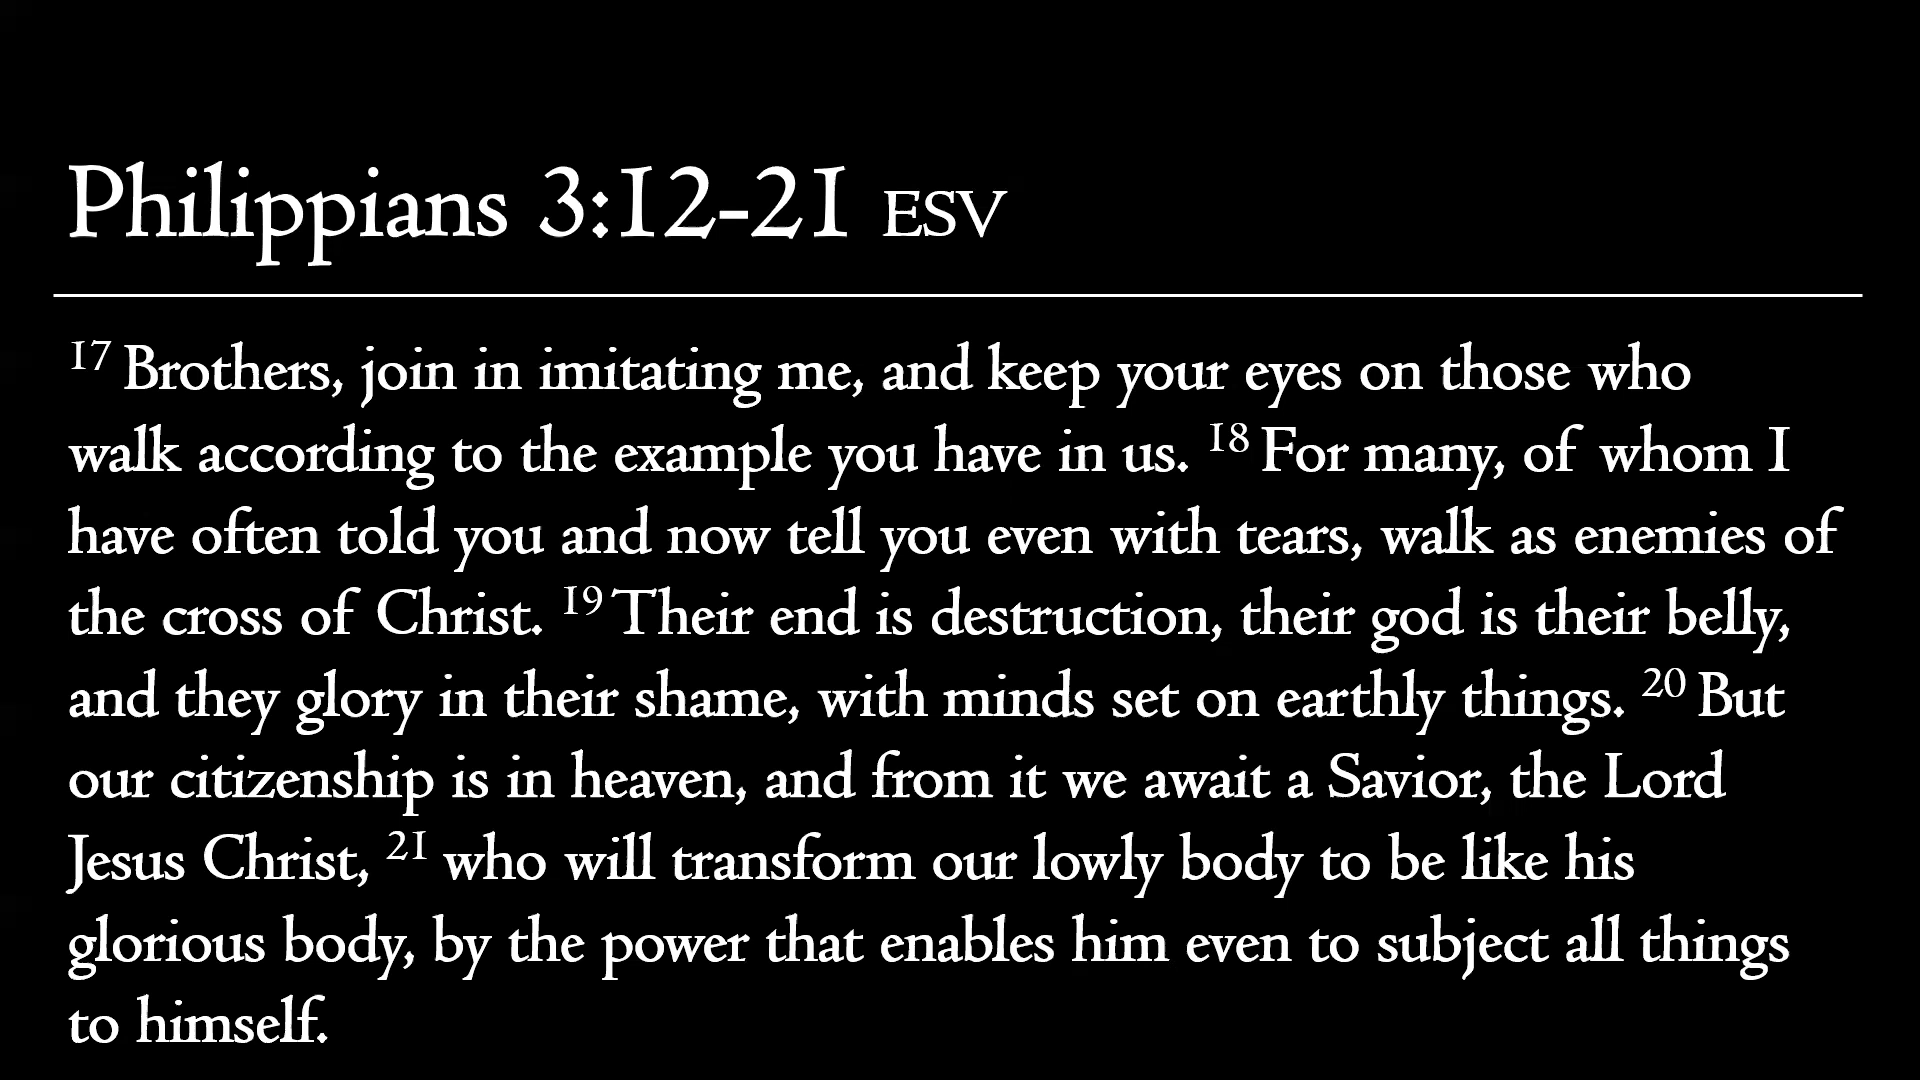 Philippians 3:12-21 ESV
17 Brothers, join in imitating me, and keep your eyes on those who
walk according to the example you have in us. 18 For many, of whom I
have often told you and now tell you even with tears, walk as enemies of
the cross of Christ. 19 Their end is destruction, their god is their belly,
and they glory in their shame, with minds set on earthly things. 20 But
our citizenship is in heaven, and from it we await a Savior, the Lord
Jesus Christ, 21 who will transform our lowly body to be like his
glorious body, by the power that enables him even to subject all things
to himself.